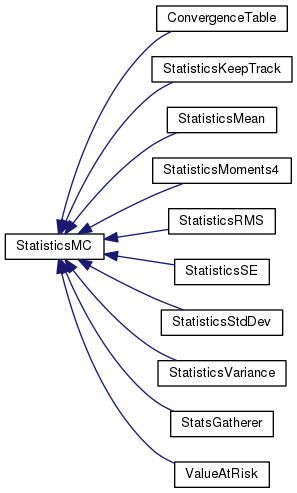 ConvergenceTable
StatisticsKeepTrack
StatisticsMean
StatisticsMoments4
StatisticsRMS
StatisticsMC
StatisticsSE
StatisticsStdDev
StatisticsVariance
StatsGatherer
ValueAtRisk